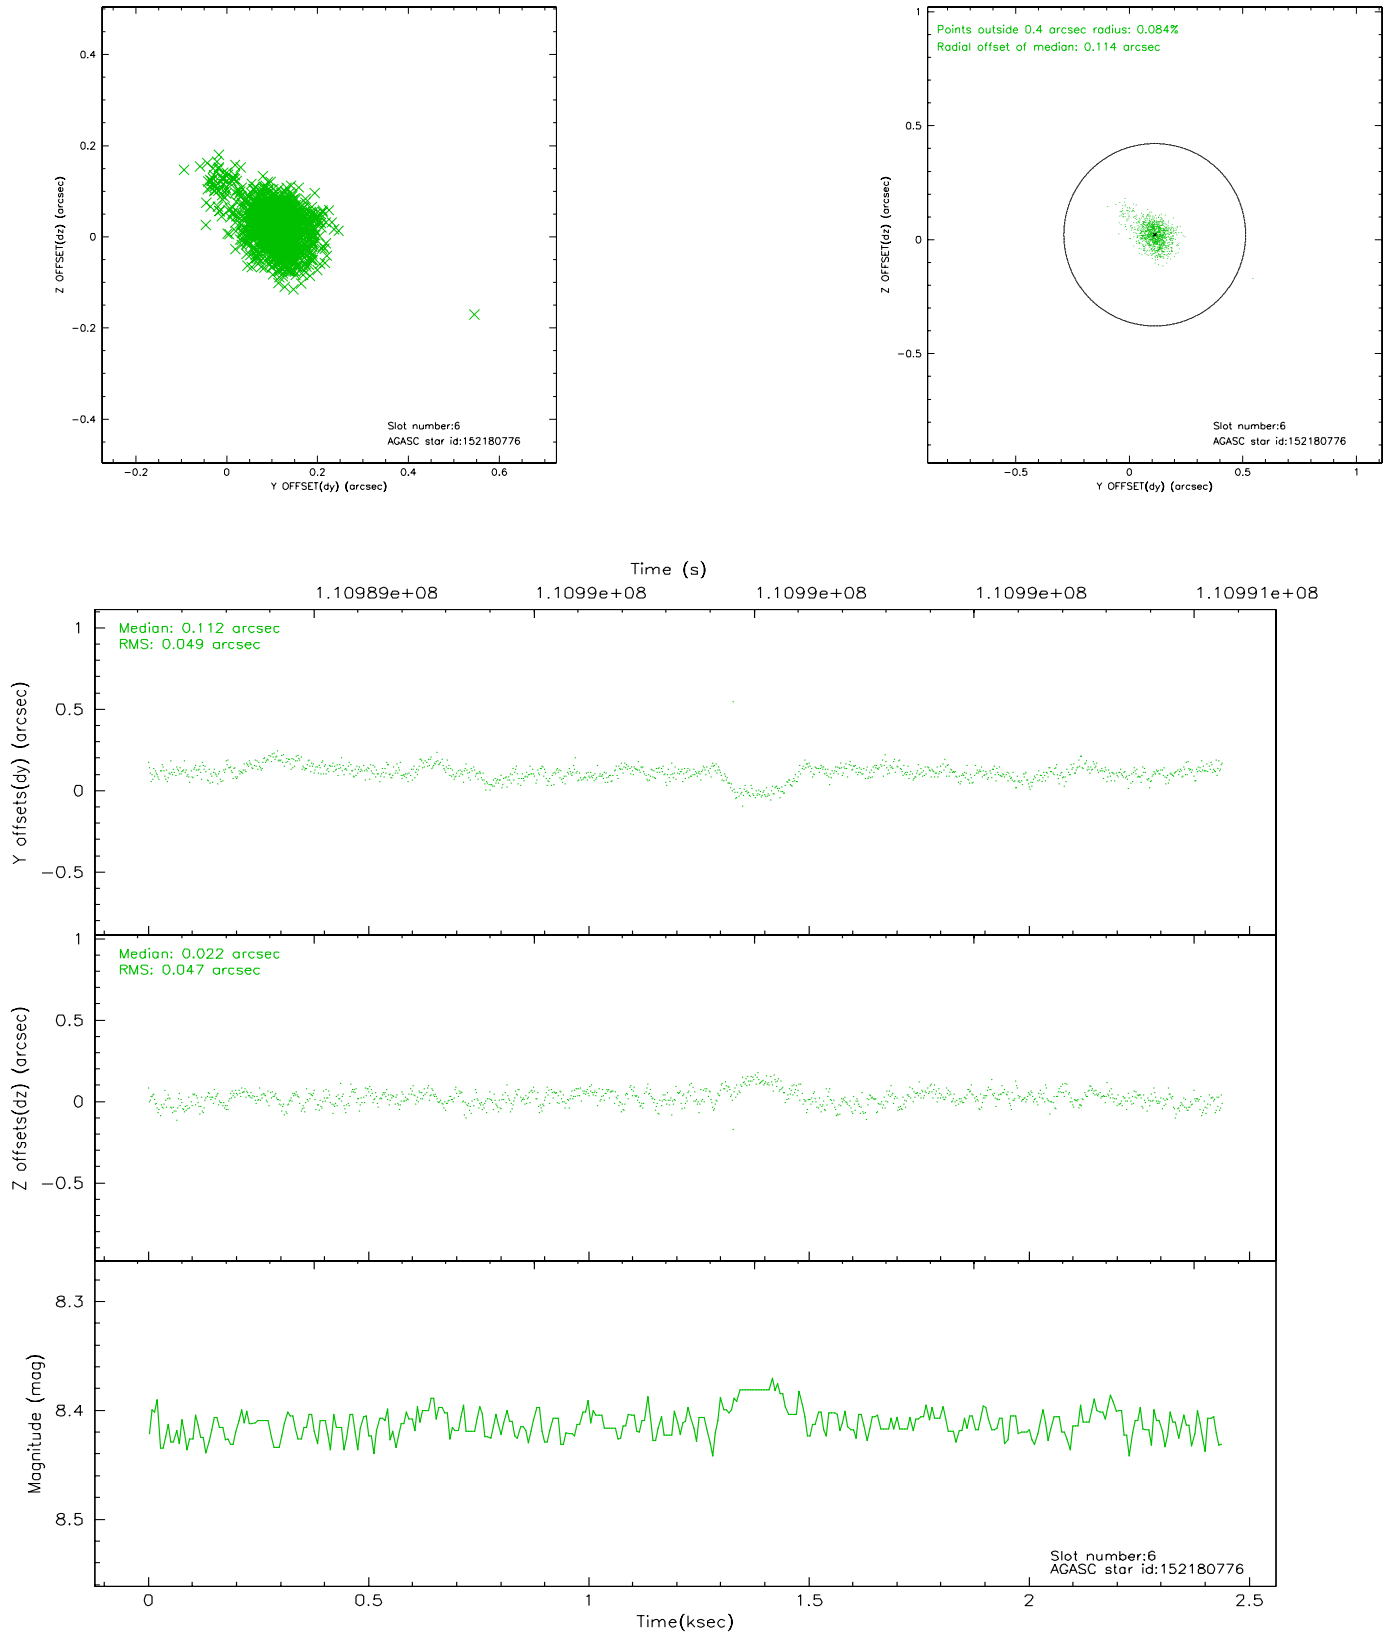 0.4
0.2
0
−0.2
−0.4
Z OFFSET(dz) (arcsec)
Slot number:6
AGASC star id:152180776
−0.2
0
0.2
0.4
0.6
Y OFFSET(dy) (arcsec)
Points outside 0.4 arcsec radius: 0.084%
Radial offset of median: 0.114 arcsec
1
0.5
0
−0.5
Z OFFSET(dz) (arcsec)
Slot number:6
AGASC star id:152180776
−0.5
0
0.5
1
Y OFFSET(dy) (arcsec)
Time (s)
1.10989e+08
1.1099e+08
1.1099e+08
1.1099e+08
1.10991e+08
Median: 0.112 arcsec
RMS: 0.049 arcsec
1
0.5
0
−0.5
Y offsets(dy) (arcsec)
Median: 0.022 arcsec
RMS: 0.047 arcsec
1
0.5
0
−0.5
Z offsets(dz) (arcsec)
8.3
8.4
8.5
Magnitude (mag)
Slot number:6
AGASC star id:152180776
0
0.5
1
1.5
2
2.5
Time(ksec)